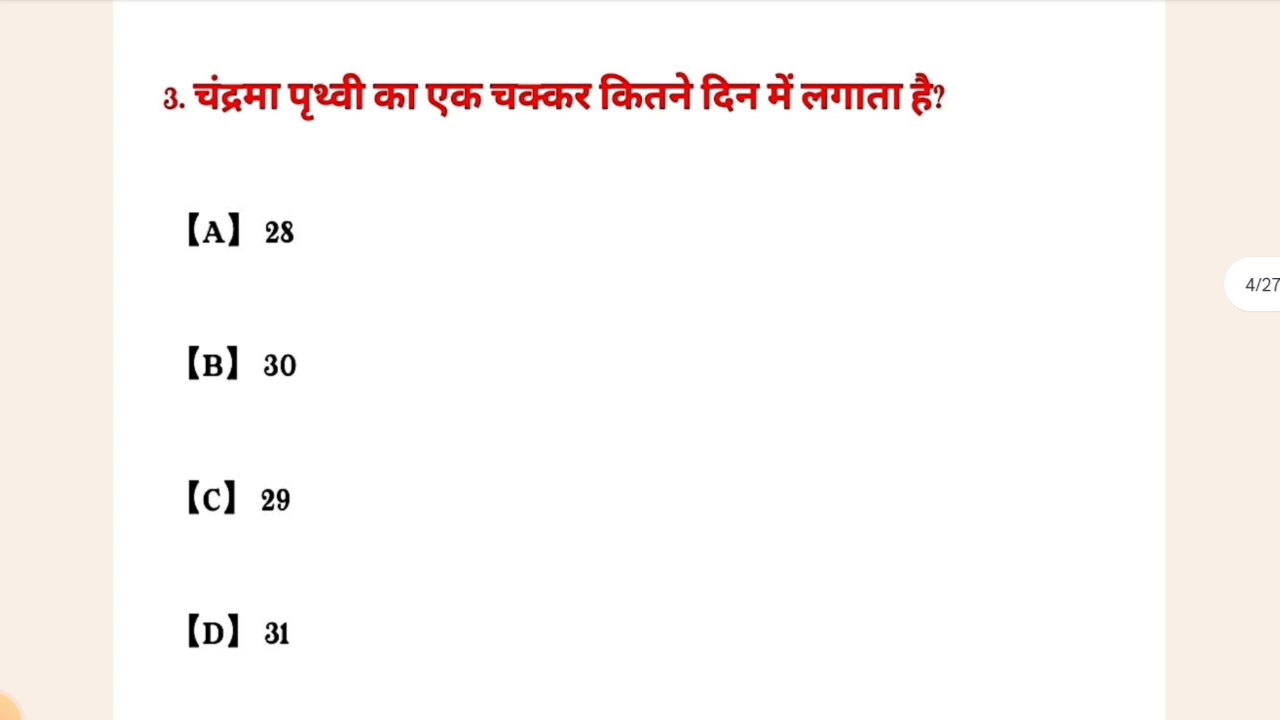 3. चंद्रमा पृथ्वी का एक चक्कर कितने दिन में लगाता है?
【A】 28
4/27
【B】 30
【C】 29
【D】 31